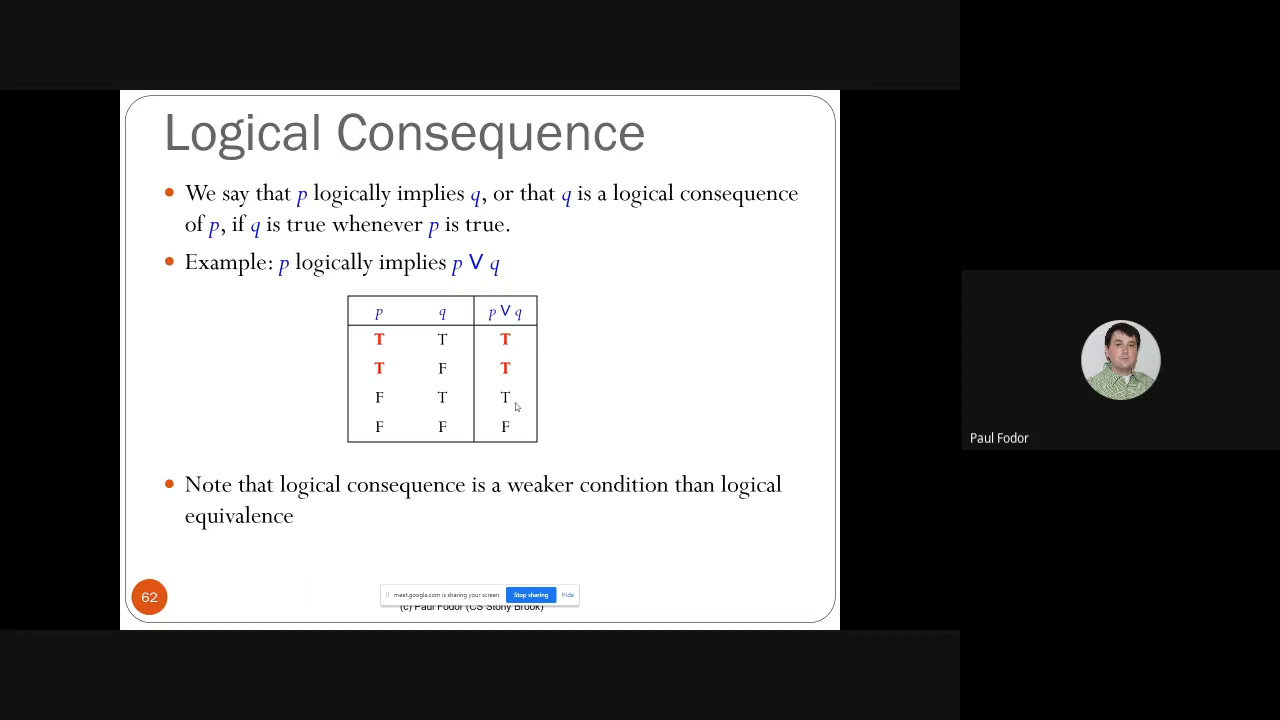 Logical Consequence
We say that p logically implies q, or that q is a logical consequence
of p, if q is true whenever p is true.
Example: p logically implies p ∨ q
p q p ∨ q
T T T
T F T
F T T
F F F
Note that logical consequence is a weaker condition than logical
equivalence
62
meet.google.com is sharing your screen. Stop sharing Hide
(c) Paul Fodor (CS Stony Brook)
Paul Fodor